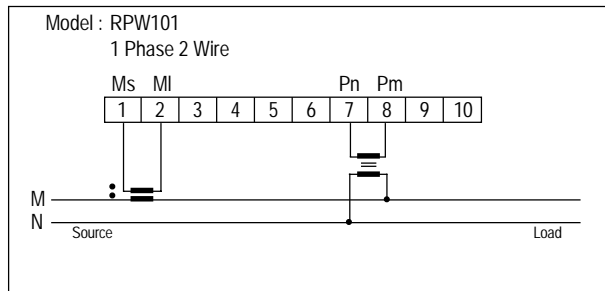 Model : RPW101
1 Phase 2 Wire
Ms Ml Pn Pm
1 2 3 4 5 6 7 8 9 10
M
N
Source Load